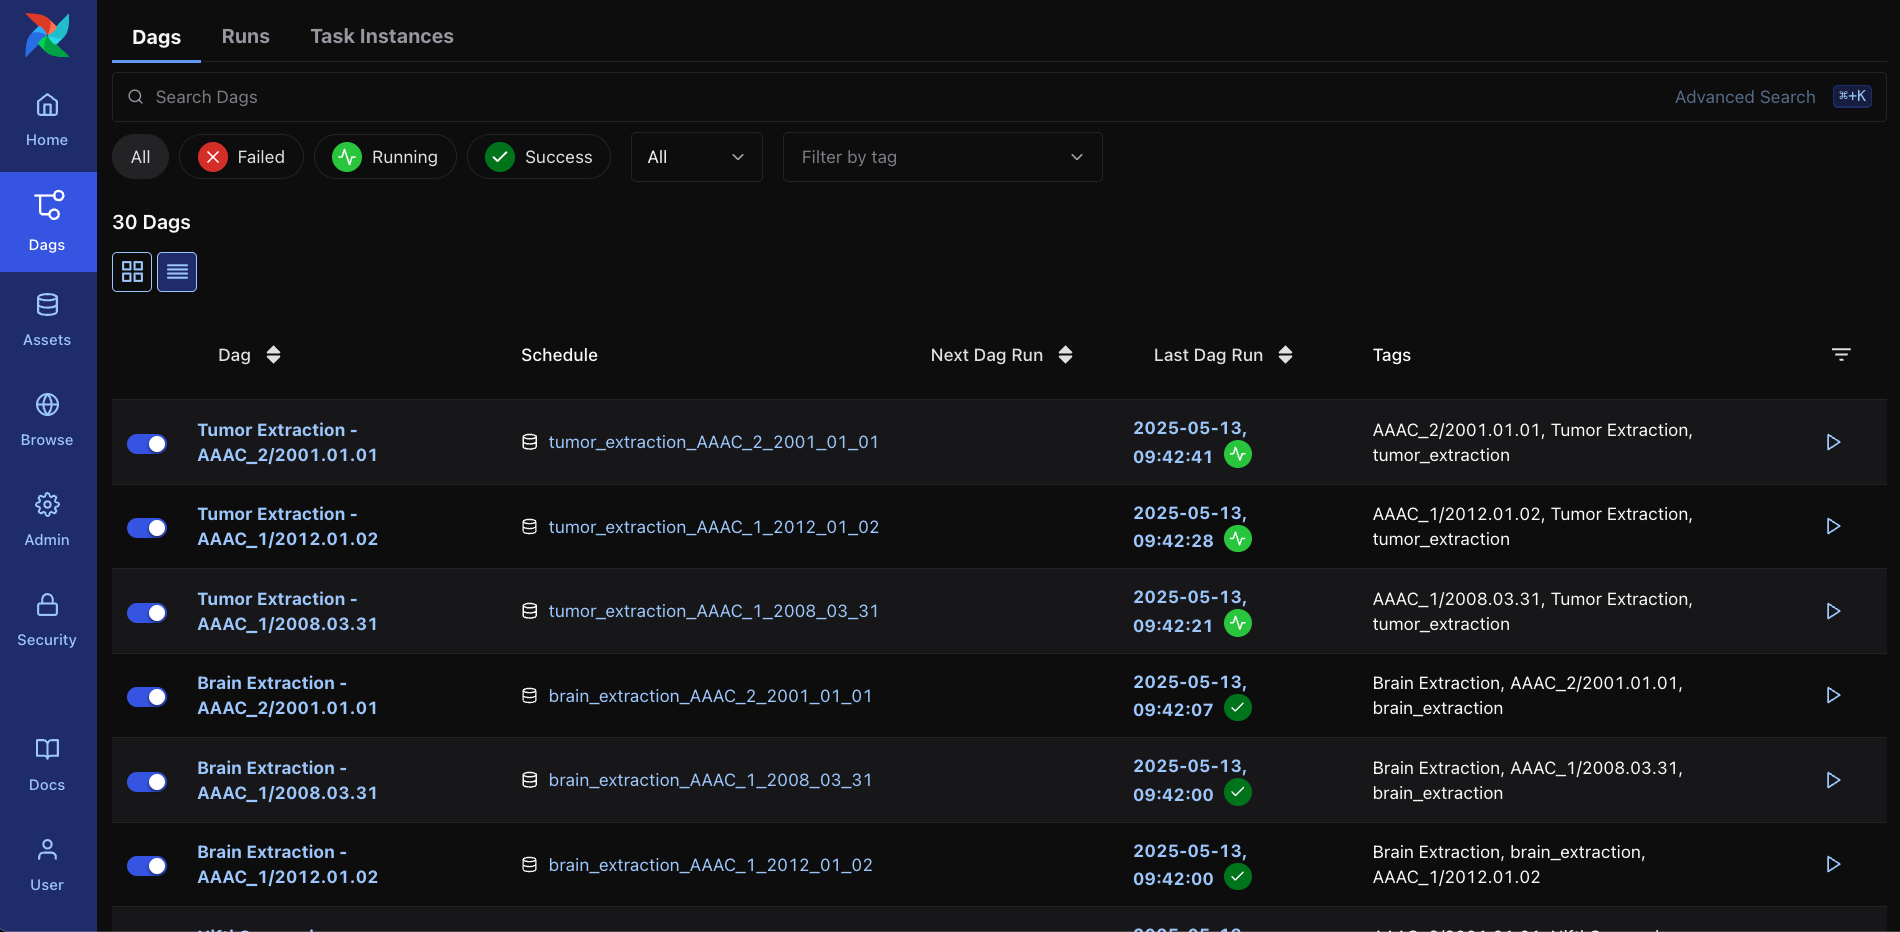 Dags Runs Task Instances
Search Dags Advanced Search ⌘+K
All Failed Running Success All Filter by tag
30 Dags
Home
Dags
Assets
Browse
Admin
Security
Docs
User
Dag Schedule Next Dag Run Last Dag Run Tags
Tumor Extraction -
AAAC_2/2001.01.01
tumor_extraction_AAAC_2_2001_01_01
2025-05-13,
09:42:41
AAAC_2/2001.01.01, Tumor Extraction,
tumor_extraction
Tumor Extraction -
AAAC_1/2012.01.02
tumor_extraction_AAAC_1_2012_01_02
2025-05-13,
09:42:28
AAAC_1/2012.01.02, Tumor Extraction,
tumor_extraction
Tumor Extraction -
AAAC_1/2008.03.31
tumor_extraction_AAAC_1_2008_03_31
2025-05-13,
09:42:21
AAAC_1/2008.03.31, Tumor Extraction,
tumor_extraction
Brain Extraction -
AAAC_2/2001.01.01
brain_extraction_AAAC_2_2001_01_01
2025-05-13,
09:42:07
Brain Extraction, AAAC_2/2001.01.01,
brain_extraction
Brain Extraction -
AAAC_1/2008.03.31
brain_extraction_AAAC_1_2008_03_31
2025-05-13,
09:42:00
Brain Extraction, AAAC_1/2008.03.31,
brain_extraction
Brain Extraction -
AAAC_1/2012.01.02
brain_extraction_AAAC_1_2012_01_02
2025-05-13,
09:42:00
Brain Extraction, brain_extraction,
AAAC_1/2012.01.02